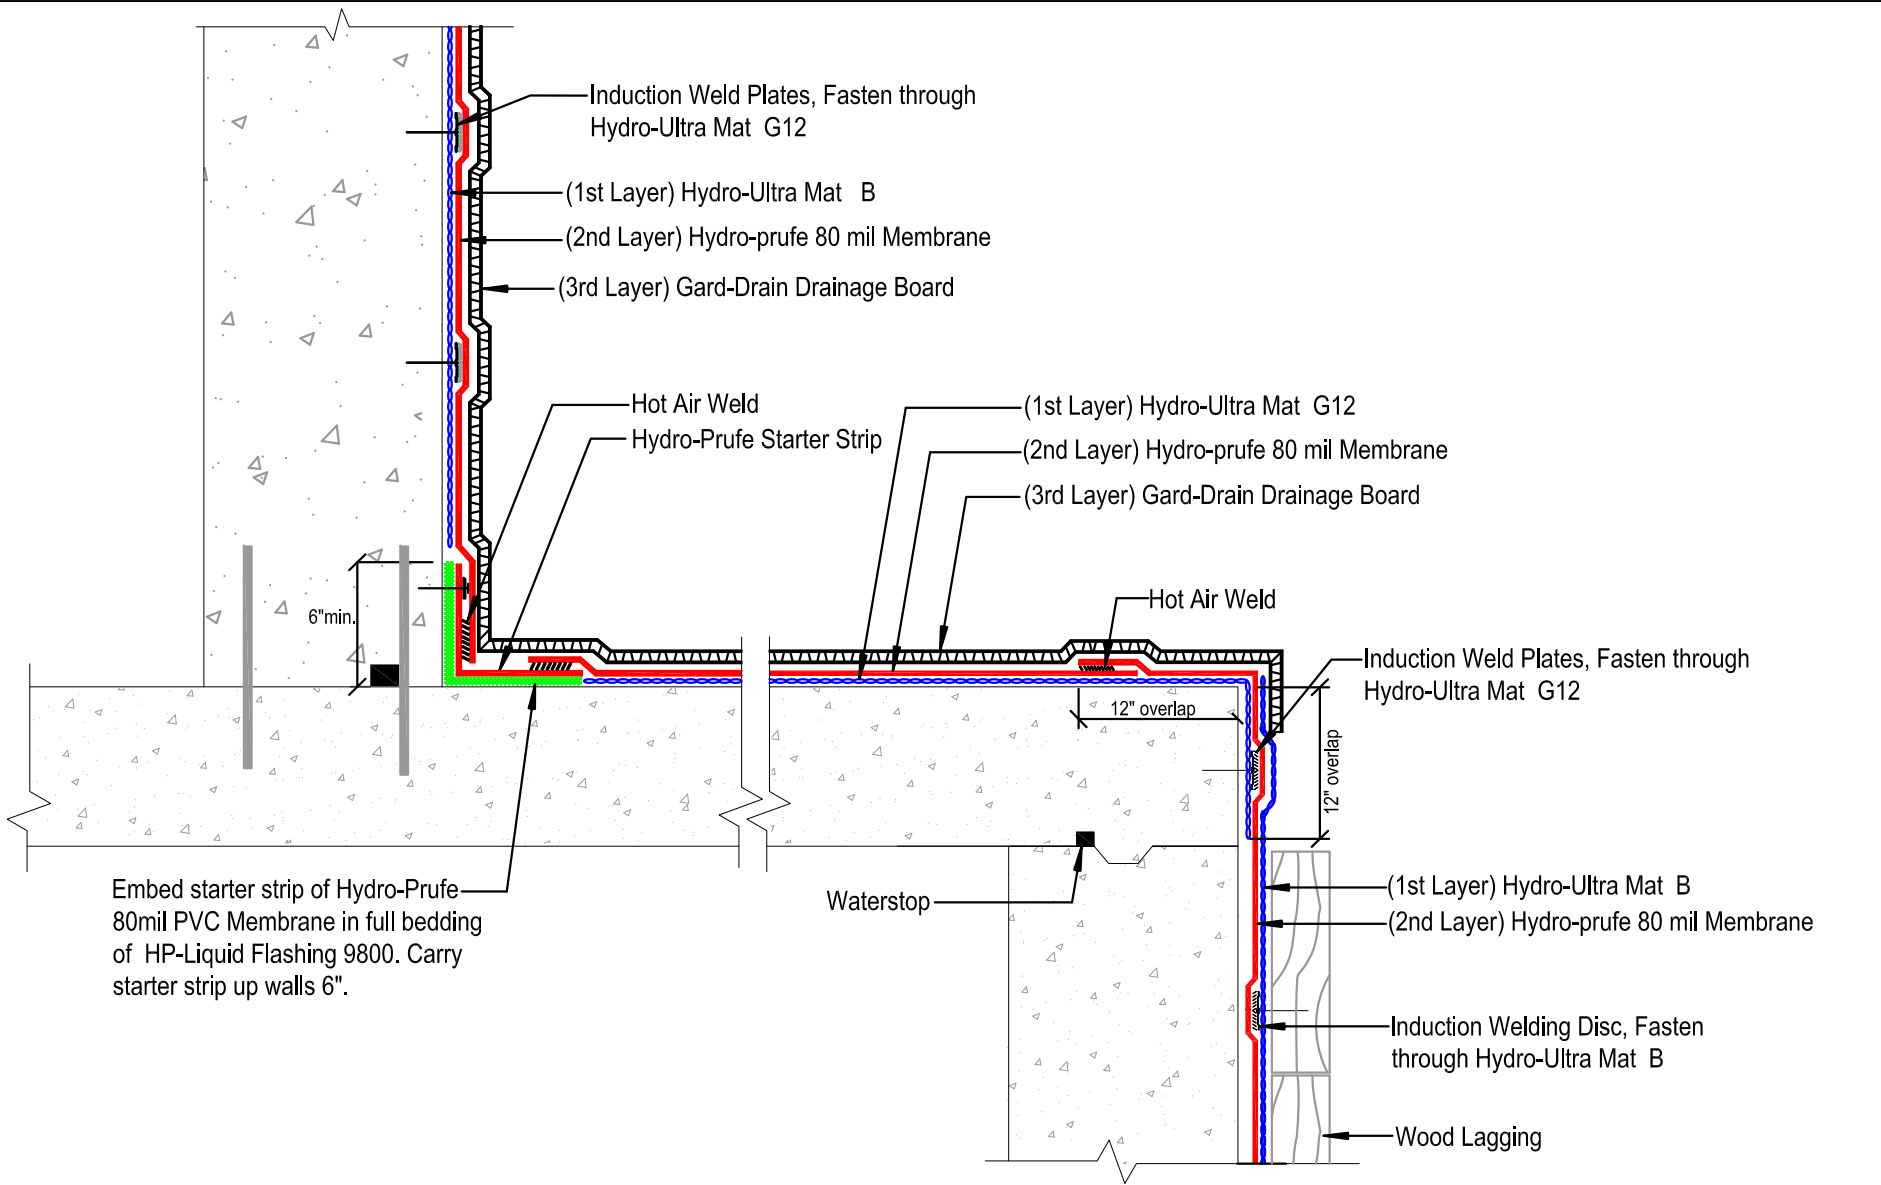 Induction Weld Plates, Fasten through
Hydro-Ultra Mat G12
(1st Layer) Hydro-Ultra Mat B
(2nd Layer) Hydro-prufe 80 mil Membrane
(3rd Layer) Gard-Drain Drainage Board
Hot Air Weld
Hydro-Prufe Starter Strip
(1st Layer) Hydro-Ultra Mat G12
(2nd Layer) Hydro-prufe 80 mil Membrane
(3rd Layer) Gard-Drain Drainage Board
6"min.
Hot Air Weld
Induction Weld Plates, Fasten through
Hydro-Ultra Mat G12
12" overlap
12" overlap
Embed starter strip of Hydro-Prufe
80mil PVC Membrane in full bedding
of HP-Liquid Flashing 9800. Carry
starter strip up walls 6".
Waterstop
(1st Layer) Hydro-Ultra Mat B
(2nd Layer) Hydro-prufe 80 mil Membrane
Induction Welding Disc, Fasten
through Hydro-Ultra Mat B
Wood Lagging